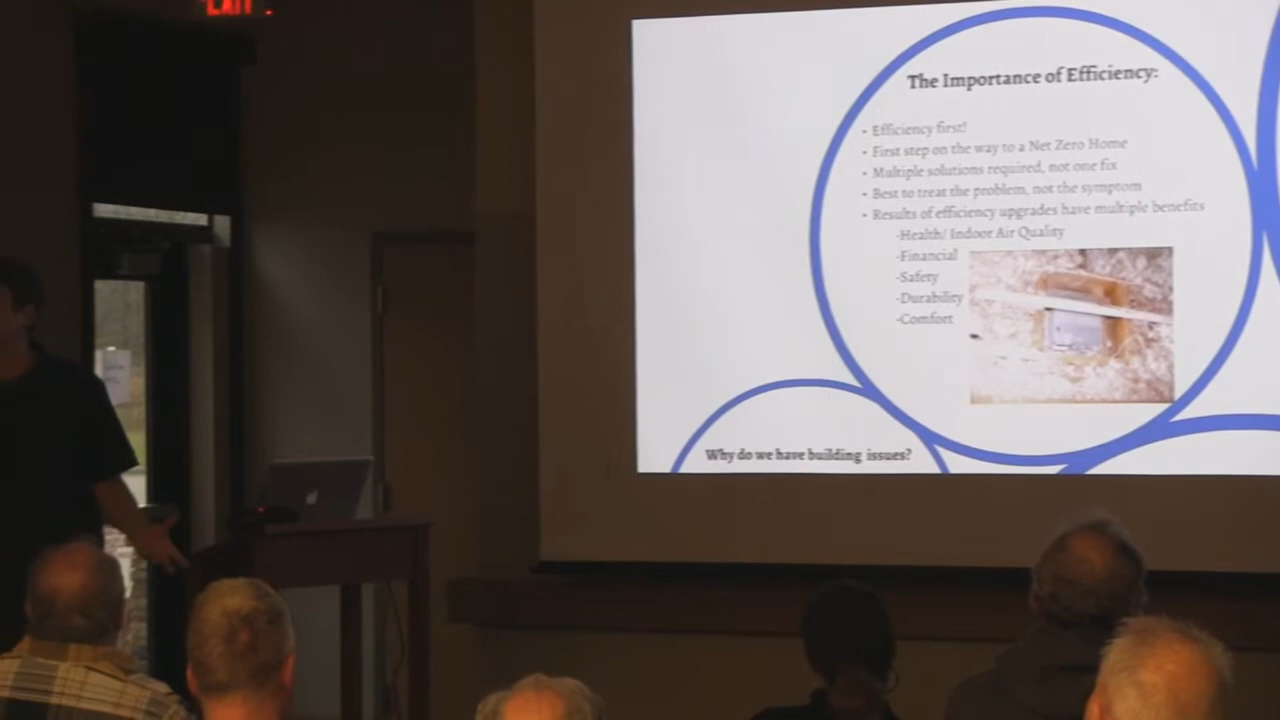 EXIT
The Importance of Efficiency:
• Efficiency first!
• First step on the way to a Net Zero Home
• Multiple solutions required, not one fix
• Best to treat the problem, not the symptom
• Results of efficiency upgrades have multiple benefits
-Health/ Indoor Air Quality
-Financial
-Safety
-Durability
-Comfort
Why do we have building issues?